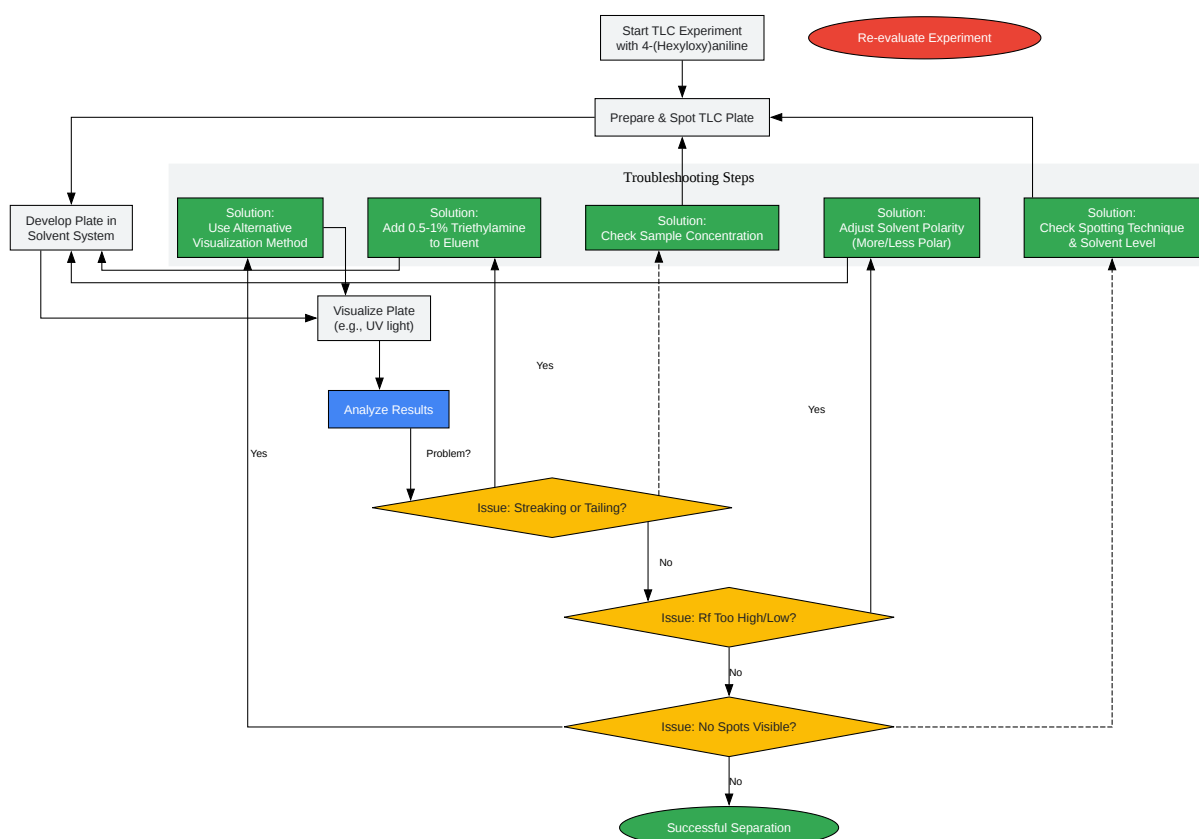 Start TLC Experiment
with 4-(Hexyloxy)aniline
Re-evaluate Experiment
Prepare & Spot TLC Plate
Troubleshooting Steps
Develop Plate in
Solvent System
Solution:
Use Alternative
Visualization Method
Solution:
Add 0.5-1% Triethylamine
to Eluent
Solution:
Check Sample Concentration
Solution:
Adjust Solvent Polarity
(More/Less Polar)
Solution:
Check Spotting Technique
& Solvent Level
Visualize Plate
(e.g., UV light)
Yes
Analyze Results
Yes
Yes
Problem?
Issue: Streaking or Tailing?
No
Issue: Rf Too High/Low?
No
Issue: No Spots Visible?
No
Successful Separation